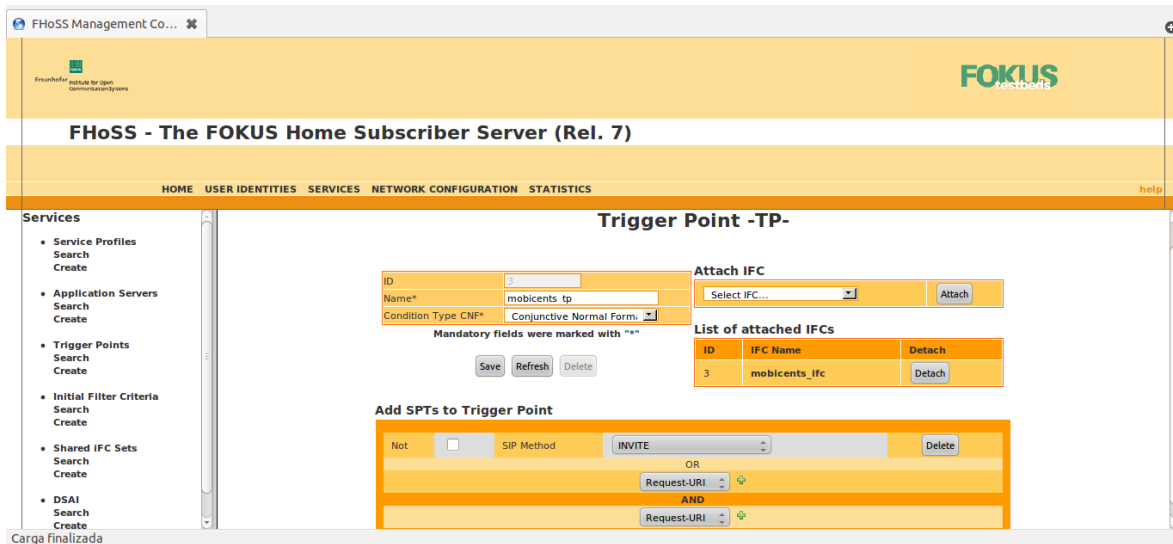 FHoSS Management Co...
Fraunhofer Institute for Open
Communication Systems
FOKUS
testbeds
FHoSS - The FOKUS Home Subscriber Server (Rel. 7)
HOME USER IDENTITIES SERVICES NETWORK CONFIGURATION STATISTICS help
Services
Service Profiles
Search
Create
Application Servers
Search
Create
Trigger Points
Search
Create
Initial Filter Criteria
Search
Create
Shared iFC Sets
Search
Create
DSAI
Search
Create
Trigger Point -TP-
ID 3
Name* mobicents_tp
Condition Type CNF* Conjunctive Normal Form
Mandatory fields were marked with "*"
Save Refresh Delete
Attach IFC
Select IFC... Attach
List of attached IFCs
ID IFC Name Detach
3 mobicents_ifc Detach
Add SPTs to Trigger Point
Not SIP Method INVITE Delete
OR
Request-URI
AND
Request-URI
Carga finalizada